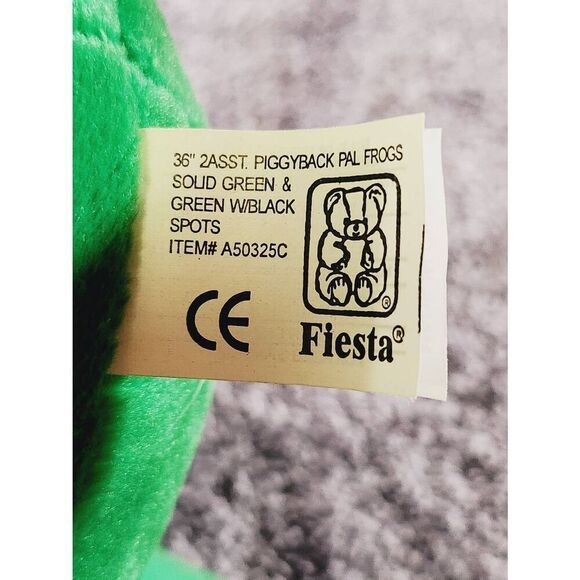 36" 2ASST. PIGGYBACK PAL FROGS
SOLID GREEN &
GREEN W/BLACK
SPOTS
ITEM# A50325C
CE
®
Fiesta®